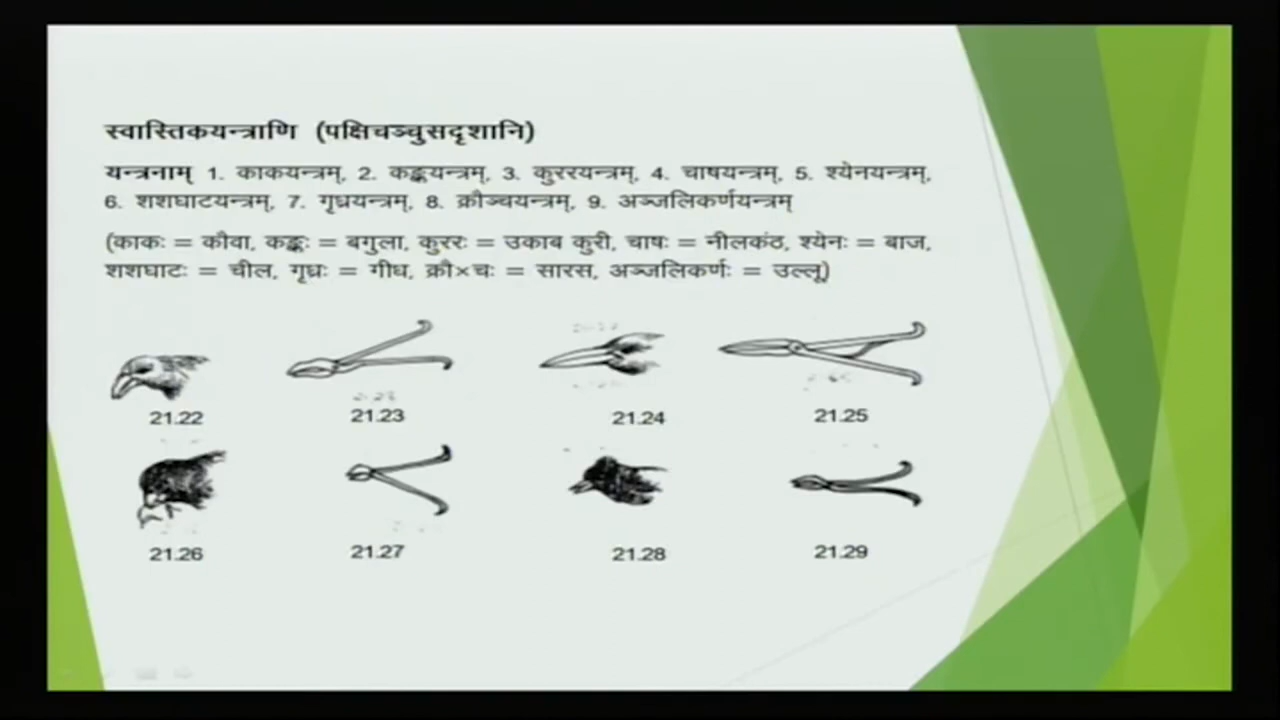 स्वास्तिकयन्त्राणि (पक्षिचञ्चुसदृशानि)
यन्त्रनाम् 1. काकयन्त्रम्, 2. कङ्कयन्त्रम्, 3. कुररयन्त्रम्, 4. चाषयन्त्रम्, 5. श्येनयन्त्रम्,
6. शशघाटयन्त्रम्, 7. गृध्रयन्त्रम्, 8. क्रौञ्चयन्त्रम्, 9. अञ्जलिकर्णयन्त्रम्
(काकः = कौवा, कङ्कः = बगुला, कुररः = उकाब कुरी, चाषः = नीलकंठ, श्येनः = बाज,
शशघाटः = चील, गृध्रः = गीध, क्रौ×चः = सारस, अञ्जलिकर्णः = उल्लू)
21.22 21.23 21.24 21.25
21.26 21.27 21.28 21.29